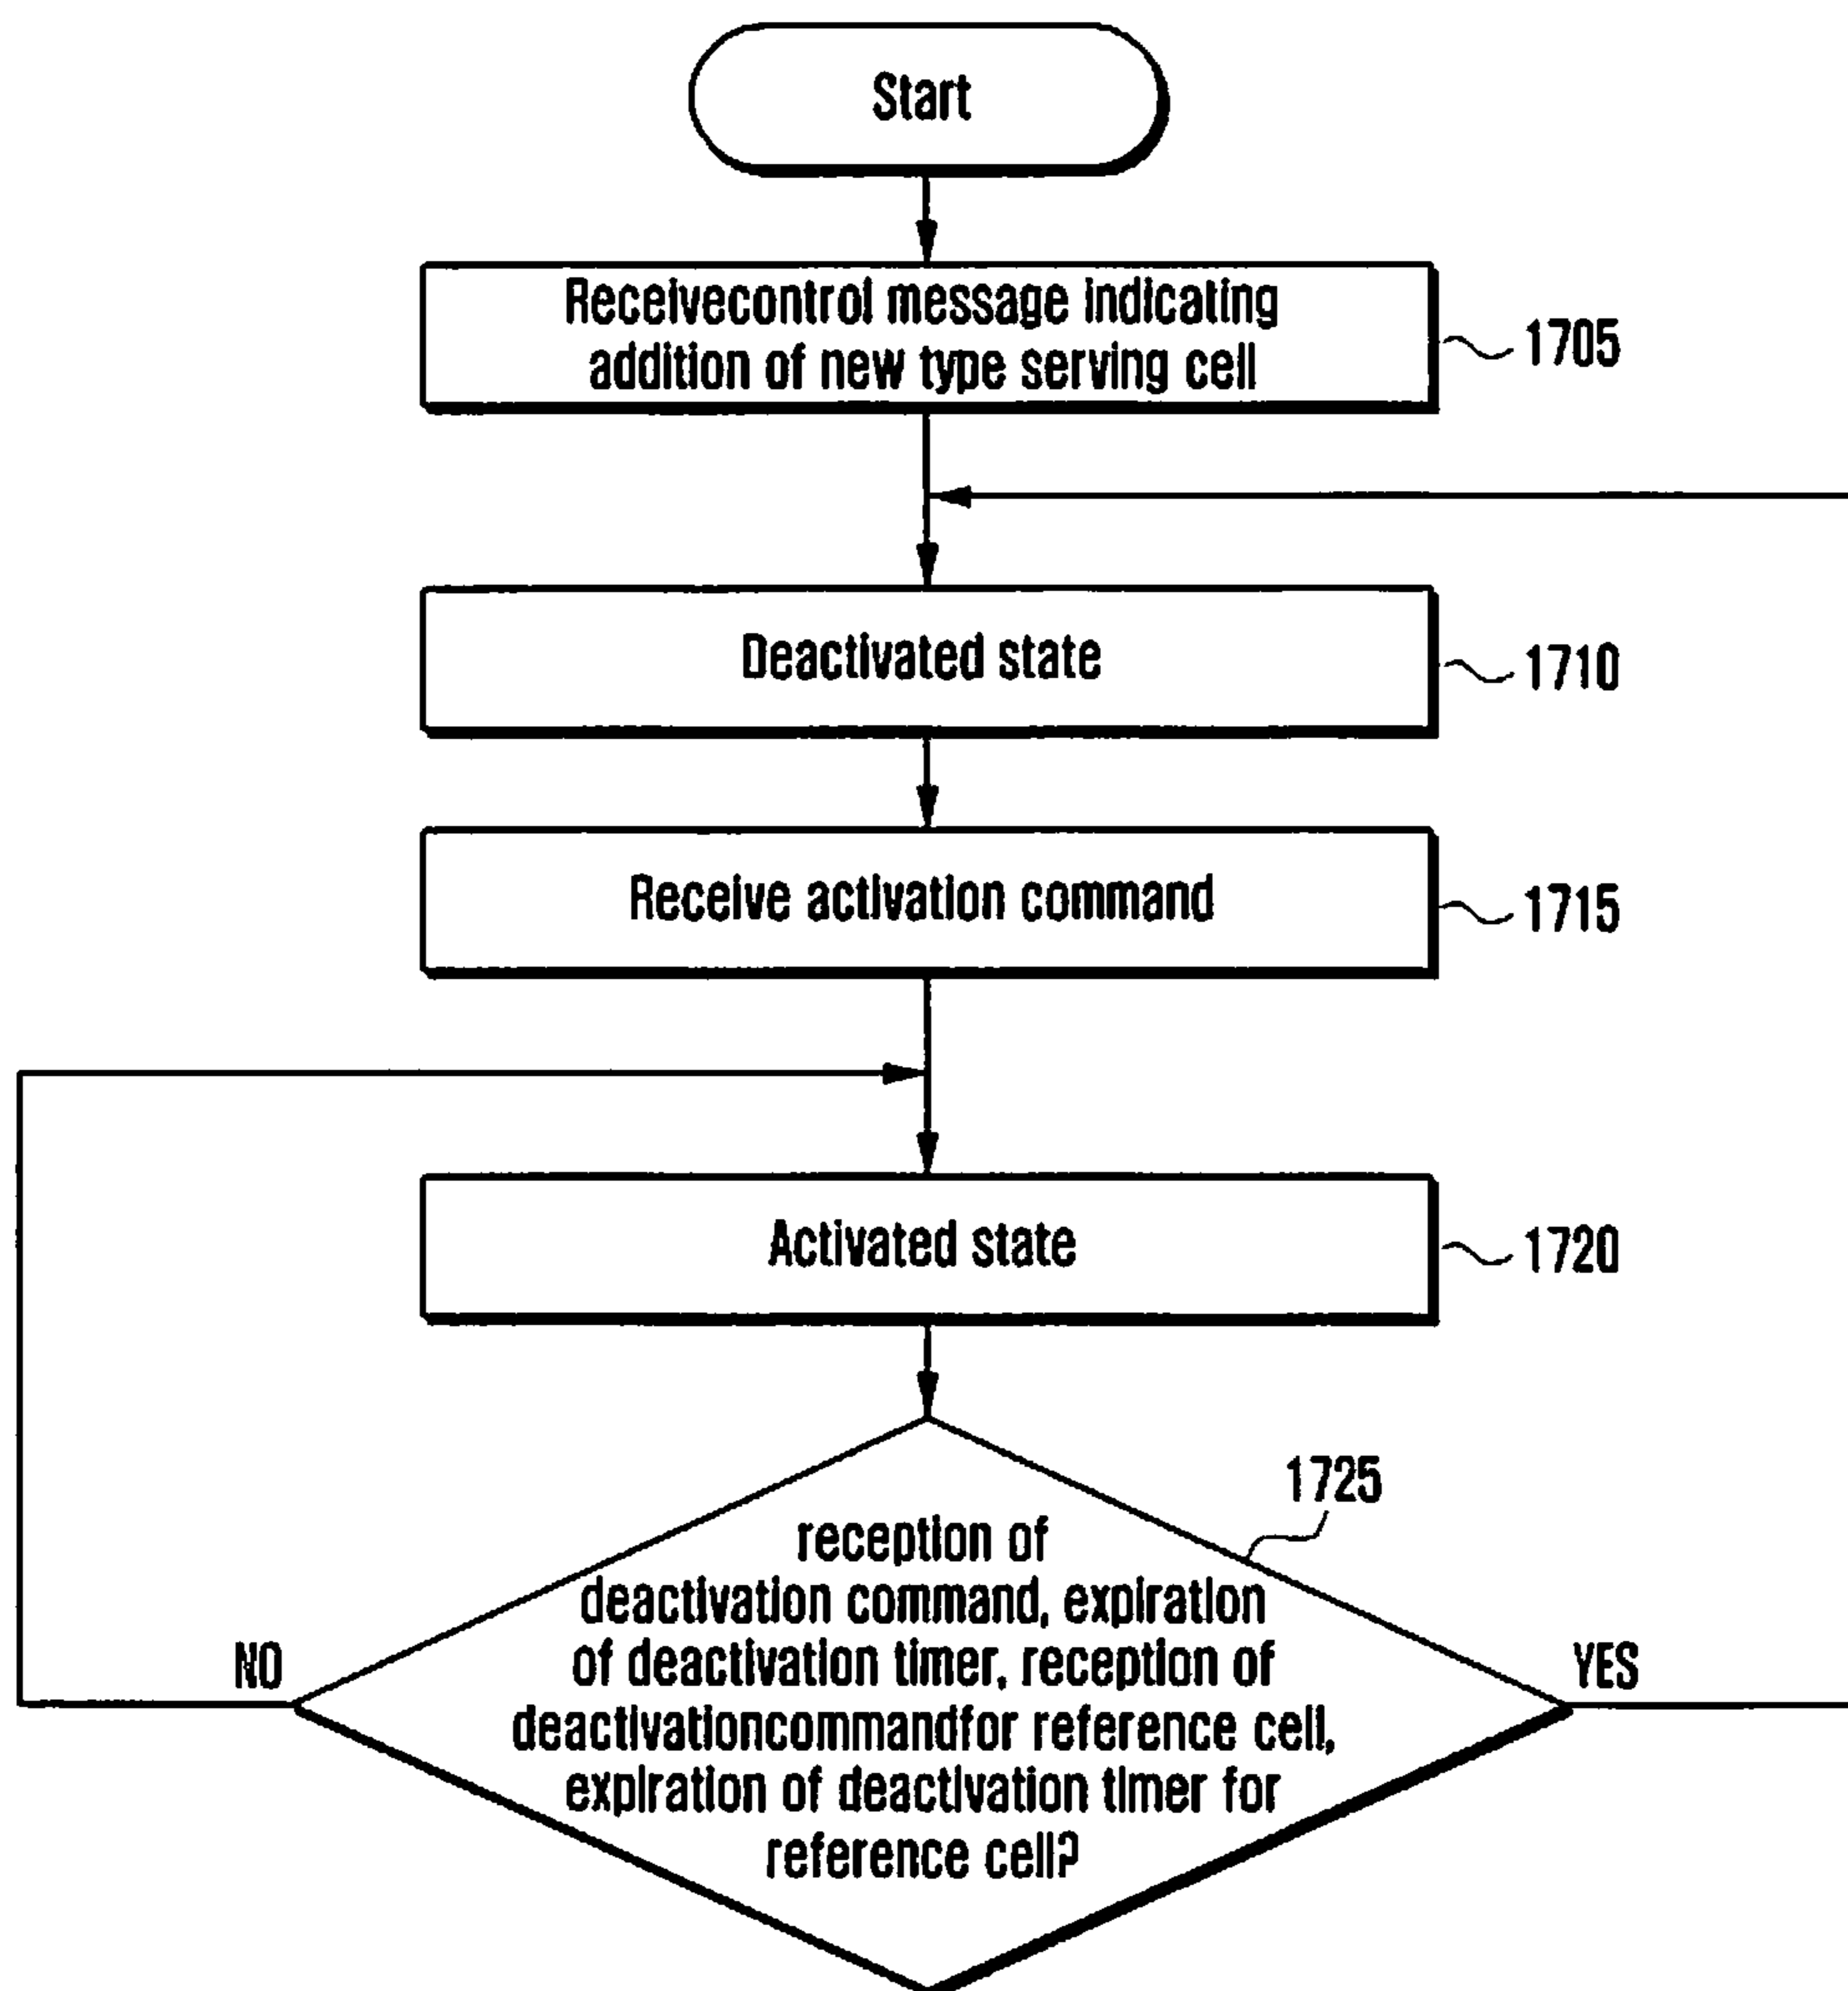 Start
Receivecontrol message indicating
addition of new type serving cell
1705
Deactivated state
1710
Receive activation command
1715
Activated state
1720
1725
reception of
deactivation command, expiration
of deactivation timer, reception of
deactivationcommandfor reference cell,
expiration of deactivation timer for
reference cell?
NO
YES